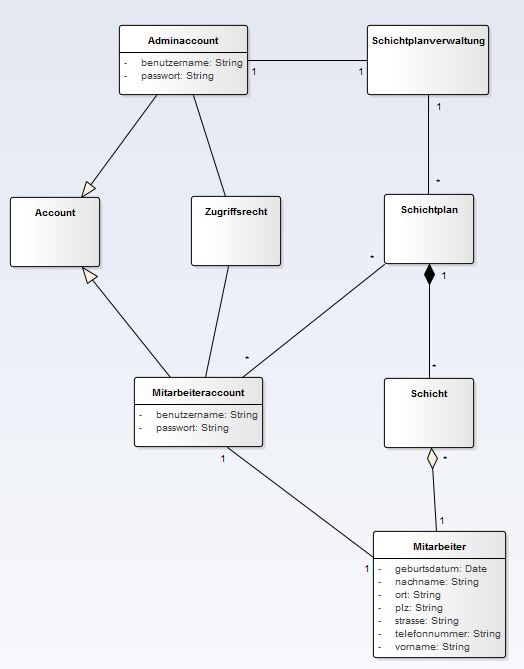 Adminaccount
- benutzername: String
- passwort: String
Schichtplanverwaltung
1
1
1
*
Account
Zugriffsrecht
Schichtplan
*
1
*
*
Mitarbeiteraccount
- benutzername: String
- passwort: String
Schicht
1
*
1
1
Mitarbeiter
- geburtsdatum: Date
- nachname: String
- ort: String
- plz: String
- strasse: String
- telefonnummer: String
- vorname: String